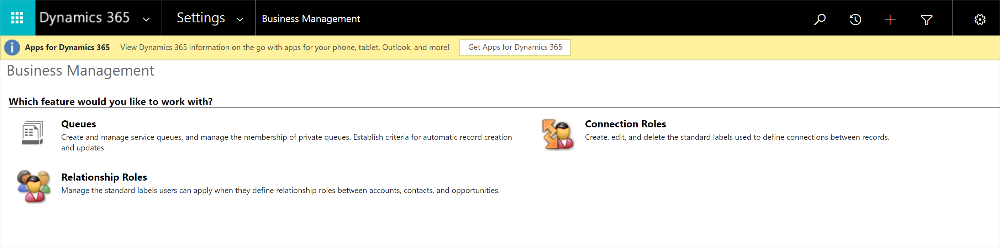 Dynamics 365
Settings
Business Management
Apps for Dynamics 365 View Dynamics 365 information on the go with apps for your phone, tablet, Outlook, and more! Get Apps for Dynamics 365
Business Management
Which feature would you like to work with?
Queues
Create and manage service queues, and manage the membership of private queues. Establish criteria for automatic record creation
and updates.
Connection Roles
Create, edit, and delete the standard labels used to define connections between records.
Relationship Roles
Manage the standard labels users can apply when they define relationship roles between accounts, contacts, and opportunities.